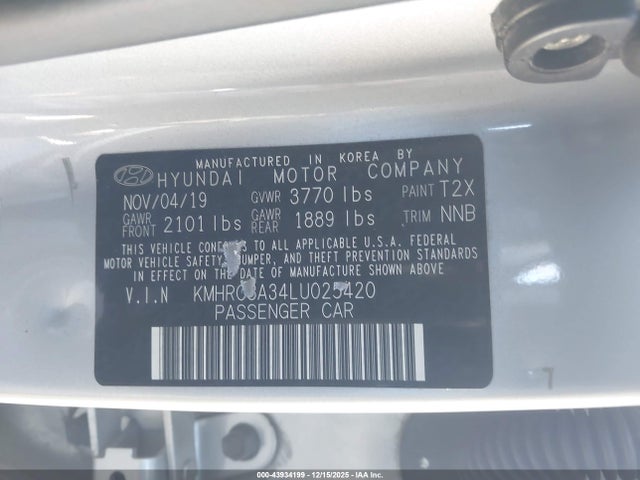 MANUFACTURED IN KOREA BY
HYUNDAI MOTOR COMPANY
NOV/04/19 GVWR 3770 lbs PAINT T2X
GAWR FRONT 2101 lbs GAWR REAR 1889 lbs TRIM NNB
THIS VEHICLE CONFORMS TO ALL APPLICABLE U.S.A. FEDERAL
MOTOR VEHICLE SAFETY, BUMPER, AND THEFT PREVENTION STANDARDS
IN EFFECT ON THE DATE OF MANUFACTURE SHOWN ABOVE.
V.I.N KMHRC8A34LU025420
PASSENGER CAR
000-43934199 - 12/15/2025 - IAA, Inc.